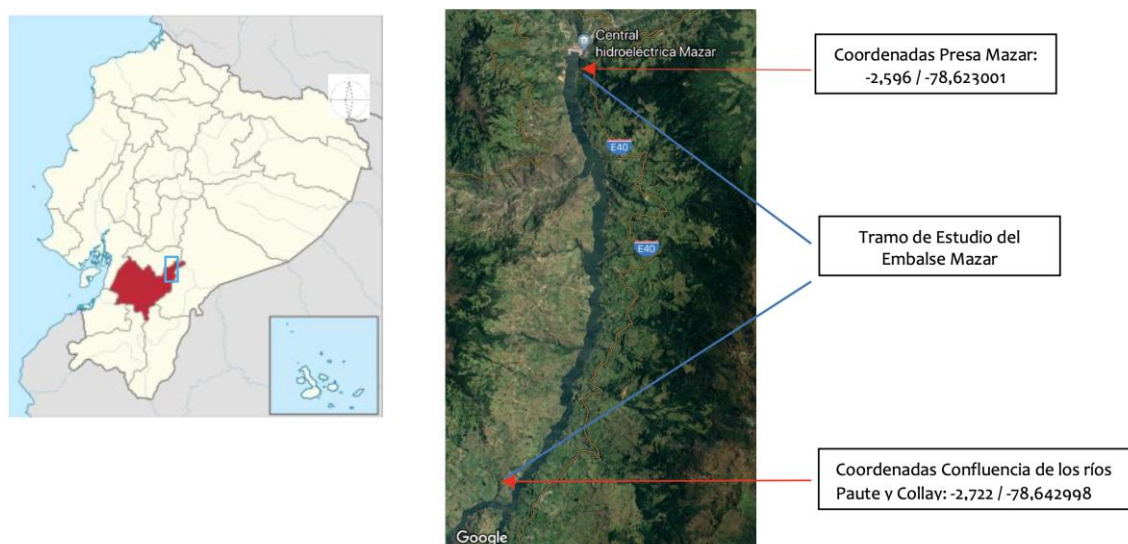 Central
hidroeléctrica Mazar
E40
E40
Google
Coordenadas Presa Mazar:
-2,596 / -78,623001
Tramo de Estudio del
Embalse Mazar
Coordenadas Confluencia de los ríos
Paute y Collay: -2,722 / -78,642998